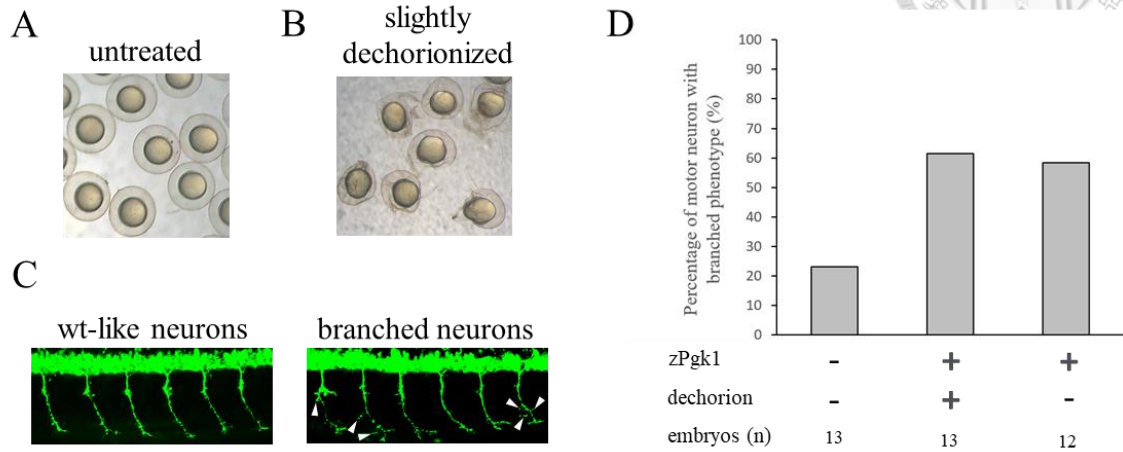 A
untreated
B
slightly
dechorionized
C
wt-like neurons
branched neurons
D
Percentage of motor neuron with
branched phenotype (%)
100
90
80
70
60
50
40
30
20
10
0
zPgk1 - + +
dechorion - + -
embryos (n) 13 13 12